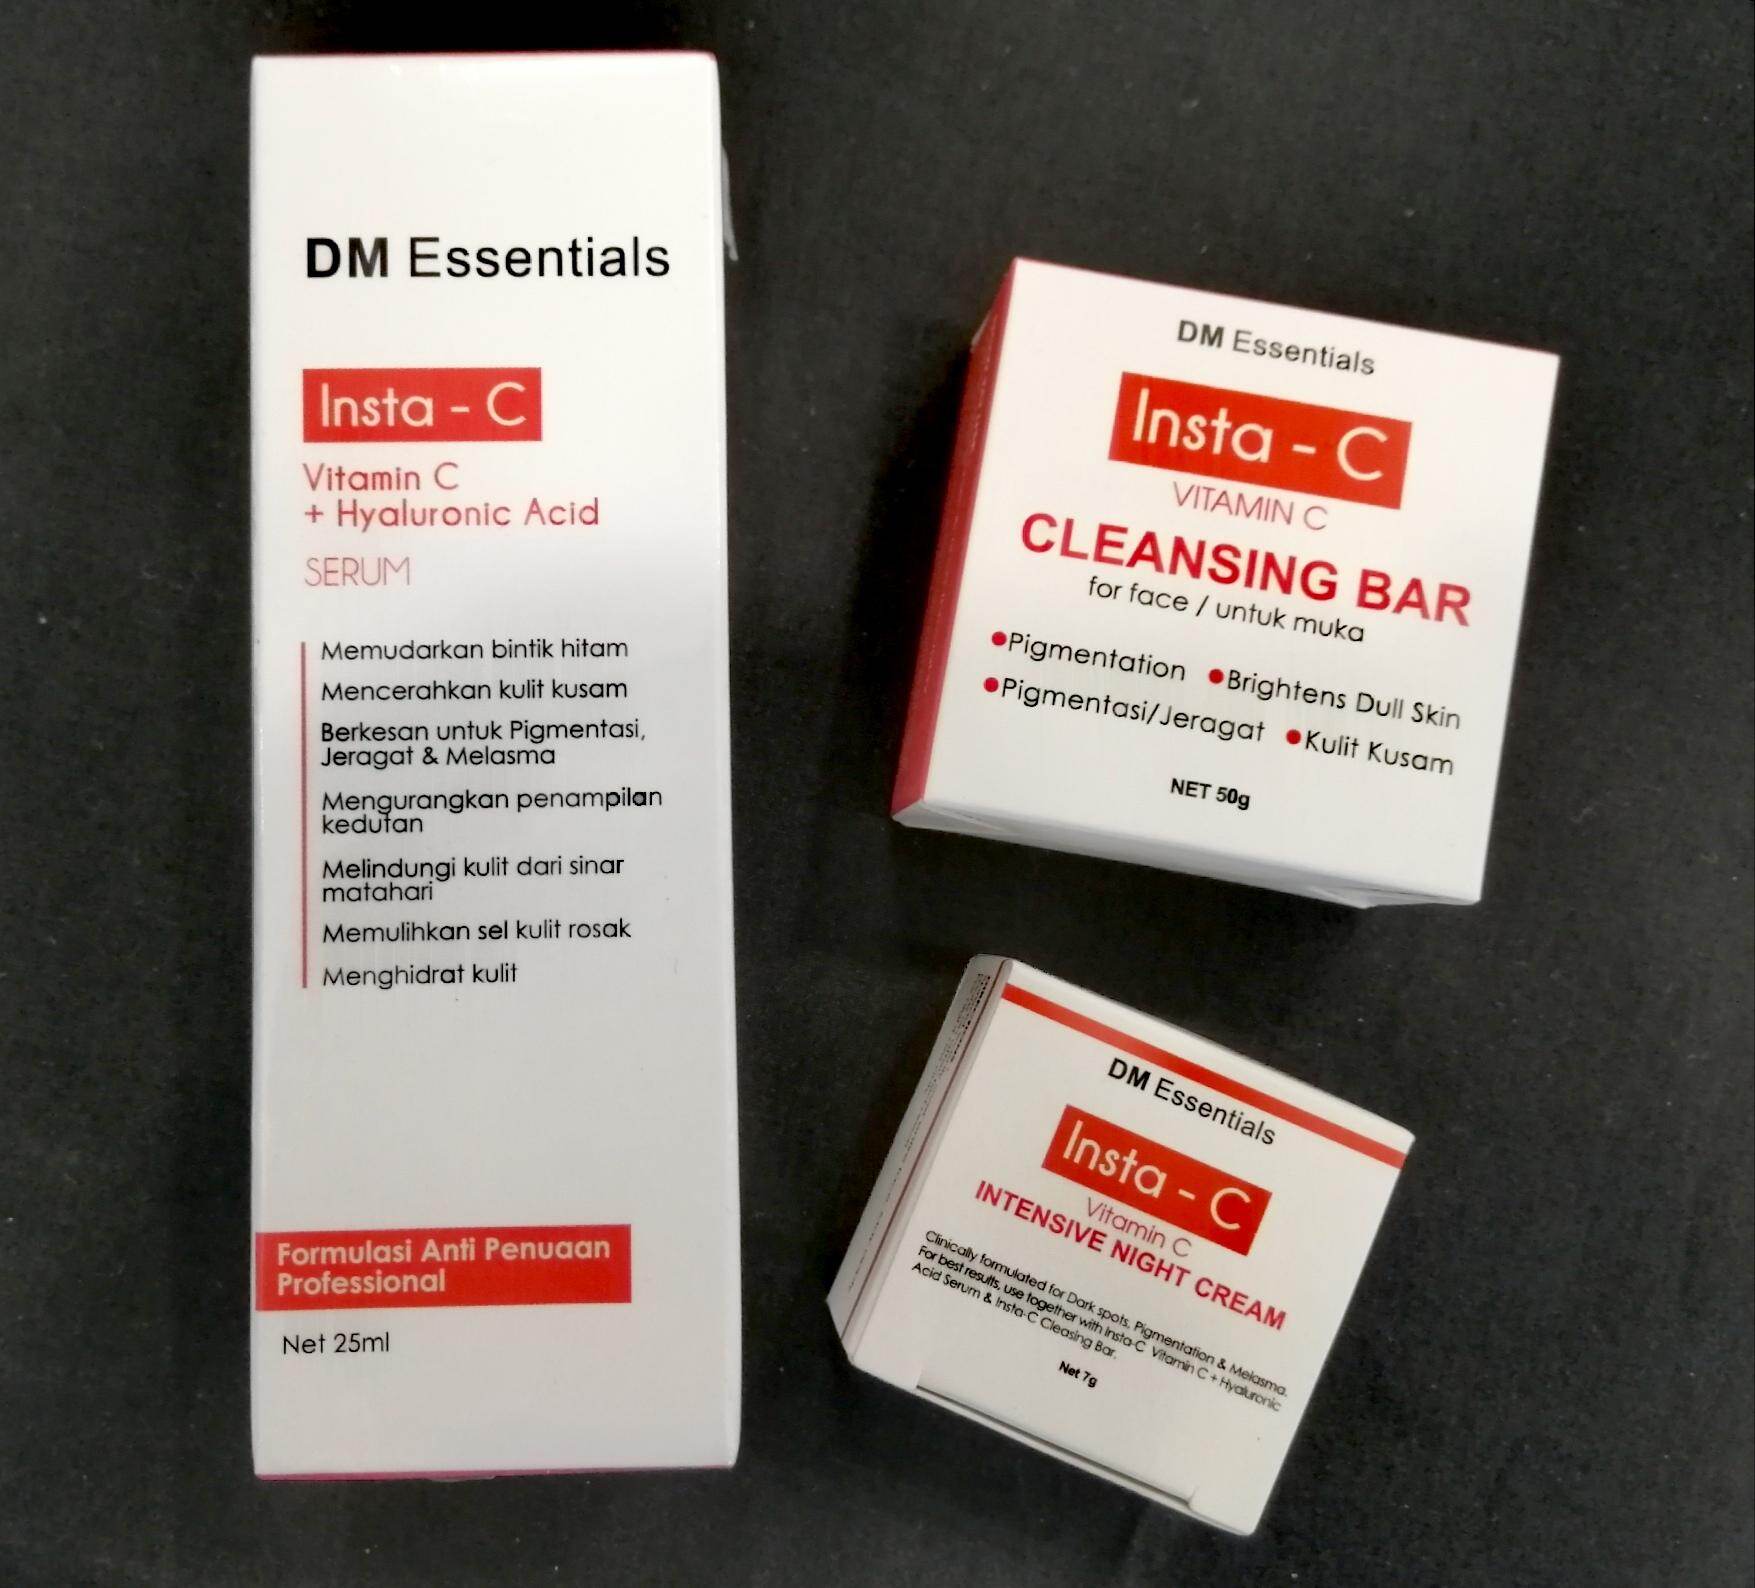 DM Essentials
Insta - C
Vitamin C
+ Hyaluronic Acid
SERUM
Memudarkan bintik hitam
Mencerahkan kulit kusam
Berkesan untuk Pigmentasi,
Jeragat & Melasma
Mengurangkan penampilan
kedutan
Melindungi kulit dari sinar
matahari
Memulihkan sel kulit rosak
Menghidrat kulit
Formulasi Anti Penuaan
Professional
Net 25ml
DM Essentials
Insta - C
VITAMIN C
CLEANSING BAR
for face / untuk muka
●Pigmentation ●Brightens Dull Skin
●Pigmentasi/Jeragat ●Kulit Kusam
NET 50g
DM Essentials
Insta - C
Vitamin C
INTENSIVE NIGHT CREAM
Clinically formulated for Dark spots, Pigmentation & Melasma.
For best results, use together with Insta-C Vitamin C + Hyaluronic
Acid Serum & Insta-C Cleasing Bar.
Net 7g